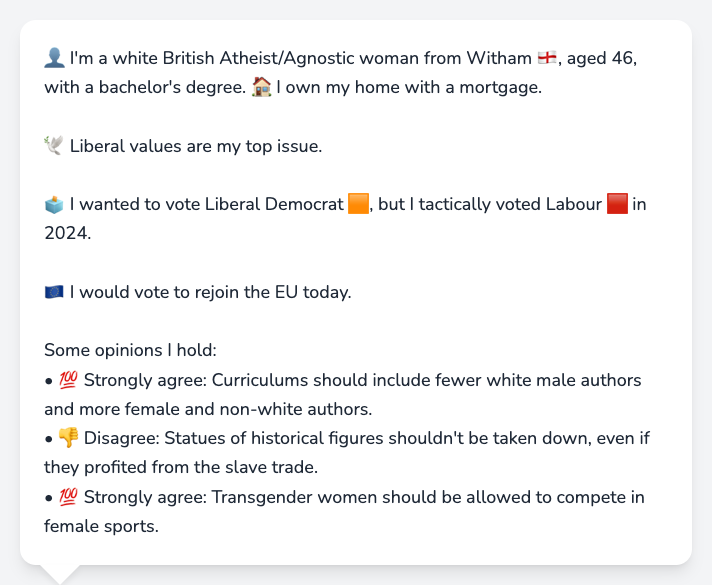 👤 I'm a white British Atheist/Agnostic woman from Witham 🏴󠁧󠁢󠁥󠁮󠁧󠁿, aged 46,
with a bachelor's degree. 🏠 I own my home with a mortgage.
🕊️ Liberal values are my top issue.
🗳️ I wanted to vote Liberal Democrat 🟧, but I tactically voted Labour 🟥 in
2024.
🇪🇺 I would vote to rejoin the EU today.
Some opinions I hold:
• 💯 Strongly agree: Curriculums should include fewer white male authors
and more female and non-white authors.
• 👎 Disagree: Statues of historical figures shouldn't be taken down, even if
they profited from the slave trade.
• 💯 Strongly agree: Transgender women should be allowed to compete in
female sports.